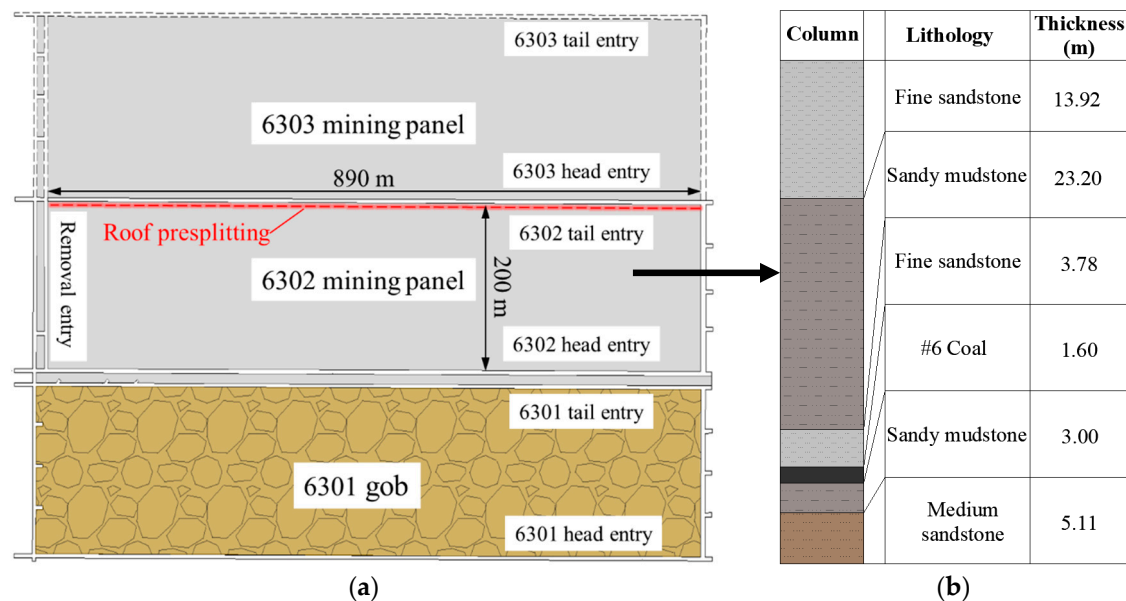 6303 tail entry
6303 mining panel
6303 head entry
890 m
Roof presplitting
6302 tail entry
Removal entry
6302 mining panel
200 m
6302 head entry
6301 tail entry
6301 gob
6301 head entry
(a)
Column Lithology Thickness
(m)
Fine sandstone 13.92
Sandy mudstone 23.20
Fine sandstone 3.78
#6 Coal 1.60
Sandy mudstone 3.00
Medium
sandstone 5.11
(b)